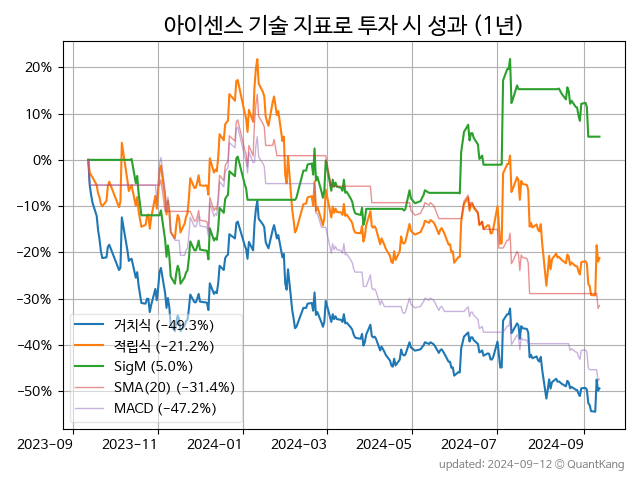 아이센스 기술 지표로 투자 시 성과 (1년)
20%
10%
0%
−10%
−20%
−30%
−40%
−50%
거치식 (−49.3%)
적립식 (−21.2%)
SigM (5.0%)
SMA(20) (−31.4%)
MACD (−47.2%)
2023-09 2023-11 2024-01 2024-03 2024-05 2024-07 2024-09
updated: 2024-09-12 © QuantKang